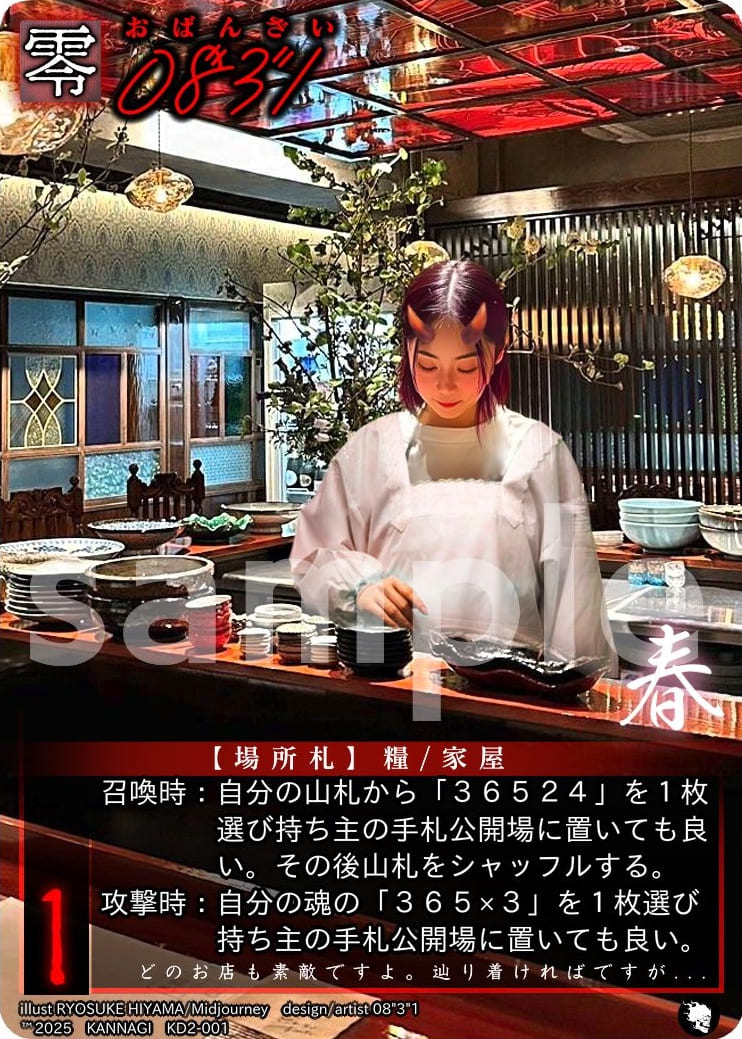 零
おばんざい
08"3"1
sample
春
【場所札】糧/家屋
召喚時：自分の山札から「３６５２４」を１枚
選び持ち主の手札公開場に置いても良
い。その後山札をシャッフルする。
攻撃時：自分の魂の「３６５×３」を１枚選び
持ち主の手札公開場に置いても良い。
どのお店も素敵ですよ。辿り着ければですが...
1
illust RYOSUKE HIYAMA/Midjourney design/artist 08"3"1
™2025 KANNAGI KD2-001